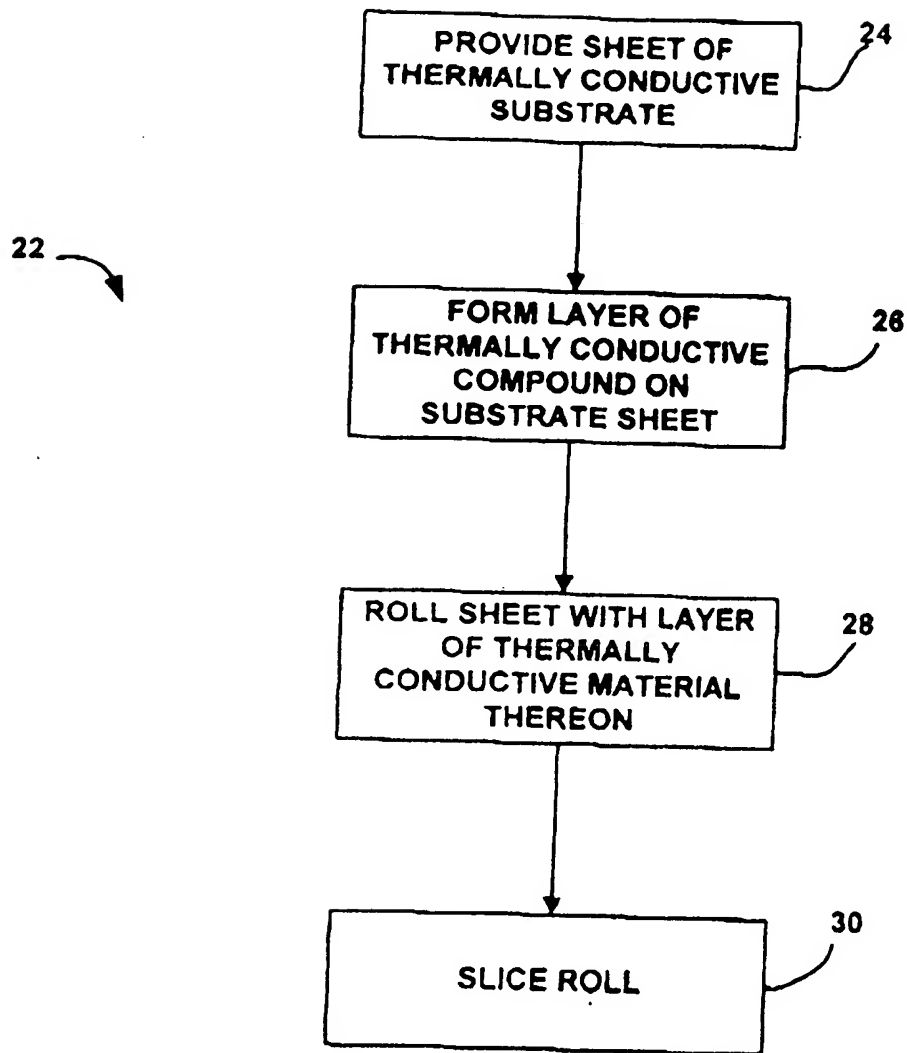 PROVIDE SHEET OF
THERMALLY CONDUCTIVE
SUBSTRATE
24
22
FORM LAYER OF
THERMALLY CONDUCTIVE
COMPOUND ON
SUBSTRATE SHEET
26
ROLL SHEET WITH LAYER
OF THERMALLY
CONDUCTIVE MATERIAL
THEREON
28
SLICE ROLL
30